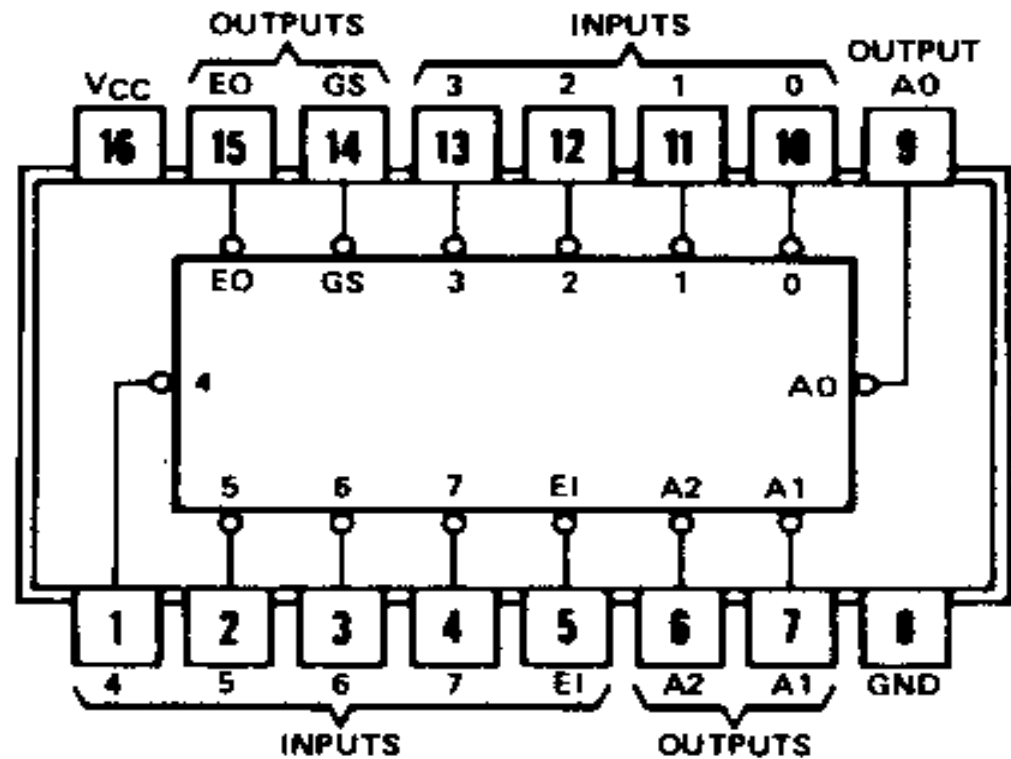 OUTPUTS INPUTS OUTPUT
VCC EO GS 3 2 1 0 A0
16 15 14 13 12 11 10 9
EO GS 3 2 1 0
4 A0
5 6 7 EI A2 A1
1 2 3 4 5 6 7 8
4 5 6 7 EI A2 A1 GND
INPUTS OUTPUTS